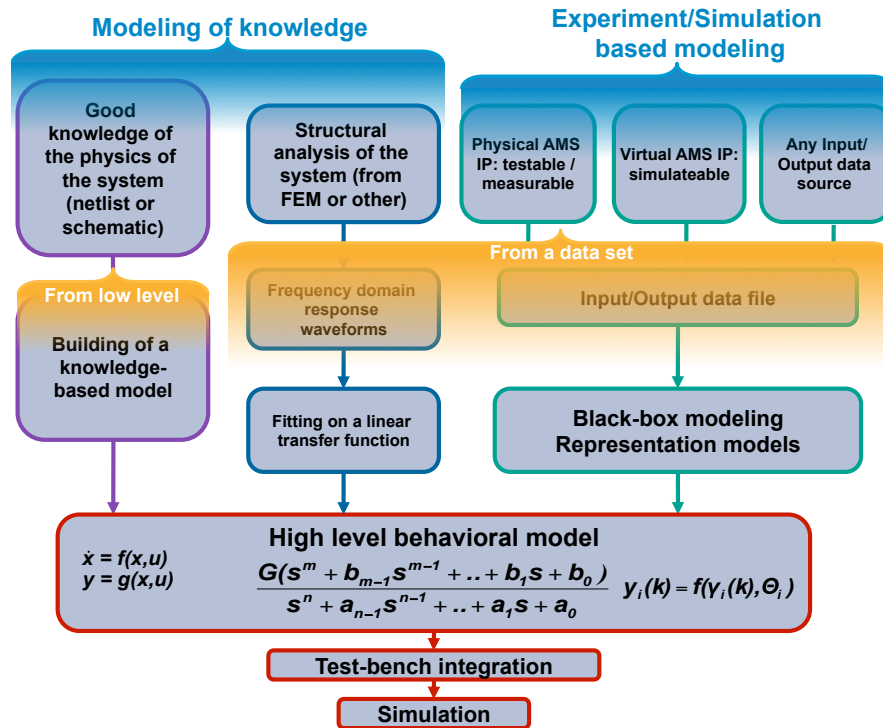 Modeling of knowledge
Experiment/Simulation
based modeling
Good
knowledge of
the physics of
the system
(netlist or
schematic)
Structural
analysis of the
system (from
FEM or other)
Physical AMS
IP: testable /
measurable
Virtual AMS IP:
simulateable
Any Input/
Output data
source
From a data set
From low level
Frequency domain
response
waveforms
Input/Output data file
Building of a
knowledge-
based model
Fitting on a linear
transfer function
Black-box modeling
Representation models
High level behavioral model
ẋ = f(x,u)
y = g(x,u)
G(s^m + b_{m-1}s^{m-1} + .. + b_1s + b_0)
s^n + a_{n-1}s^{n-1} + .. + a_1s + a_0
y_i(k) = f(γ_i(k),Θ_i)
Test-bench integration
Simulation